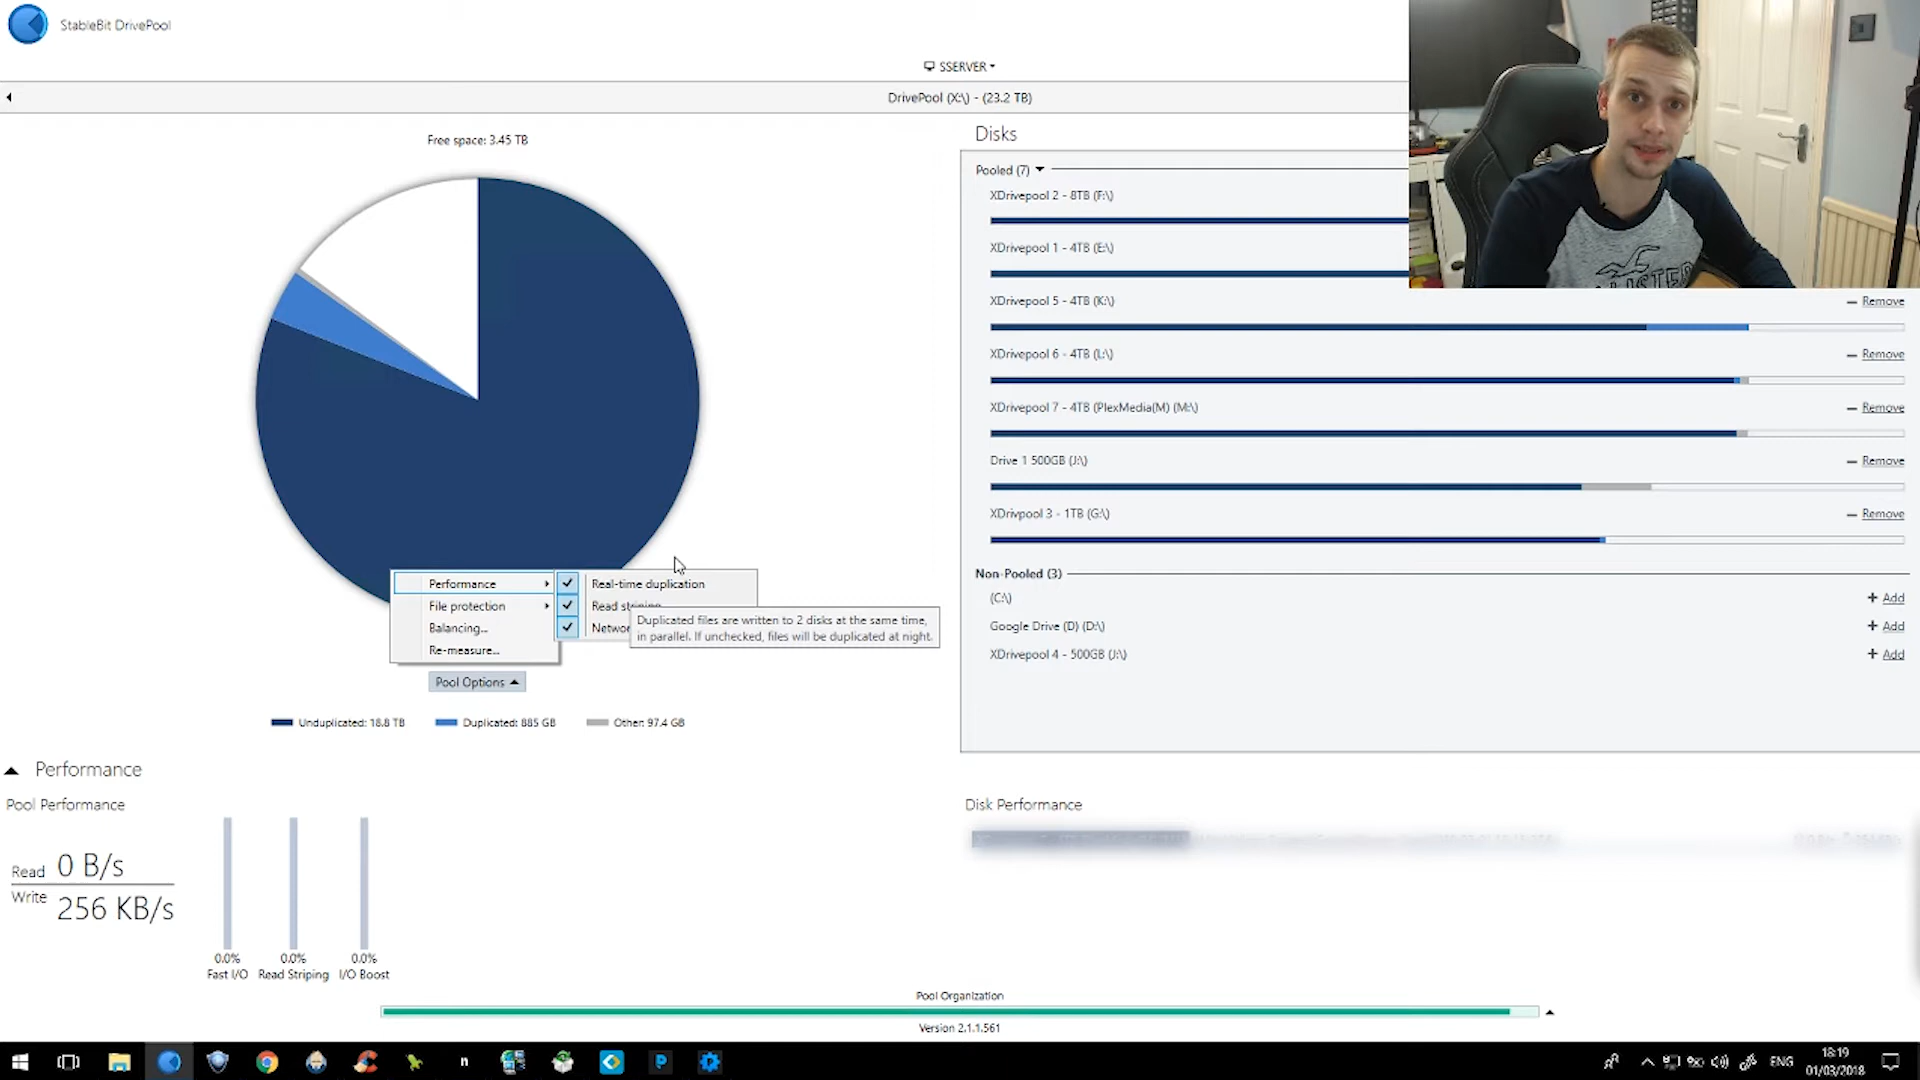 StableBit DrivePool
SSERVER
DrivePool (X:\) - (23.2 TB)
Free space: 3.45 TB
Disks
Pooled (7)
XDrivepool 2 - 8TB (F:\)
XDrivepool 1 - 4TB (E:\)
XDrivepool 5 - 4TB (K:\)
Remove
XDrivepool 6 - 4TB (L:\)
Remove
XDrivepool 7 - 4TB (PlexMedia(M) (M:\)
Remove
Drive 1 500GB (J:\)
Remove
XDrivpool 3 - 1TB (G:\)
Remove
Non-Pooled (3)
(C:\)
+ Add
Google Drive (D) (D:\)
+ Add
XDrivepool 4 - 500GB (J:\)
+ Add
Performance
Real-time duplication
File protection
Read striping
Balancing...
Networ
Re-measure...
Duplicated files are written to 2 disks at the same time,
in parallel. If unchecked, files will be duplicated at night.
Pool Options
Unduplicated: 18.8 TB
Duplicated: 885 GB
Other: 97.4 GB
Performance
Pool Performance
Read 0 B/s
Write 256 KB/s
0.0%
Fast I/O
0.0%
Read Striping
0.0%
I/O Boost
Disk Performance
Pool Organization
Version 2.1.1.561
ENG
18:19
01/03/2018